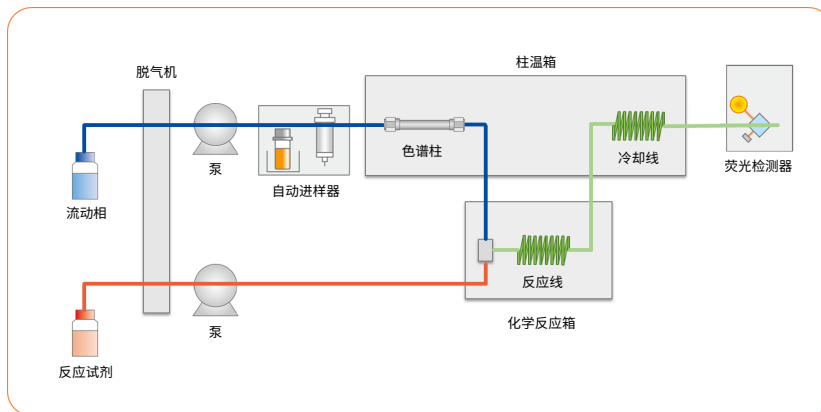 脱气机
柱温箱
泵
自动进样器
色谱柱
冷却线
荧光检测器
流动相
反应线
泵
化学反应箱
反应试剂